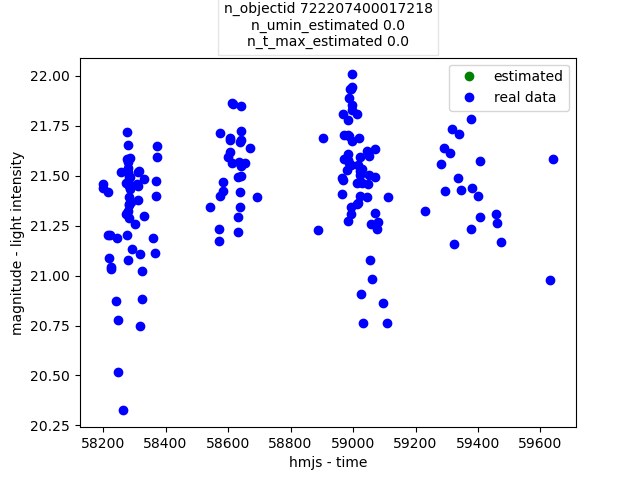 n_objectid 722207400017218
n_umin_estimated 0.0
n_t_max_estimated 0.0
estimated
real data
22.00
21.75
21.50
21.25
21.00
20.75
20.50
20.25
magnitude - light intensity
58200 58400 58600 58800 59000 59200 59400 59600
hmjs - time